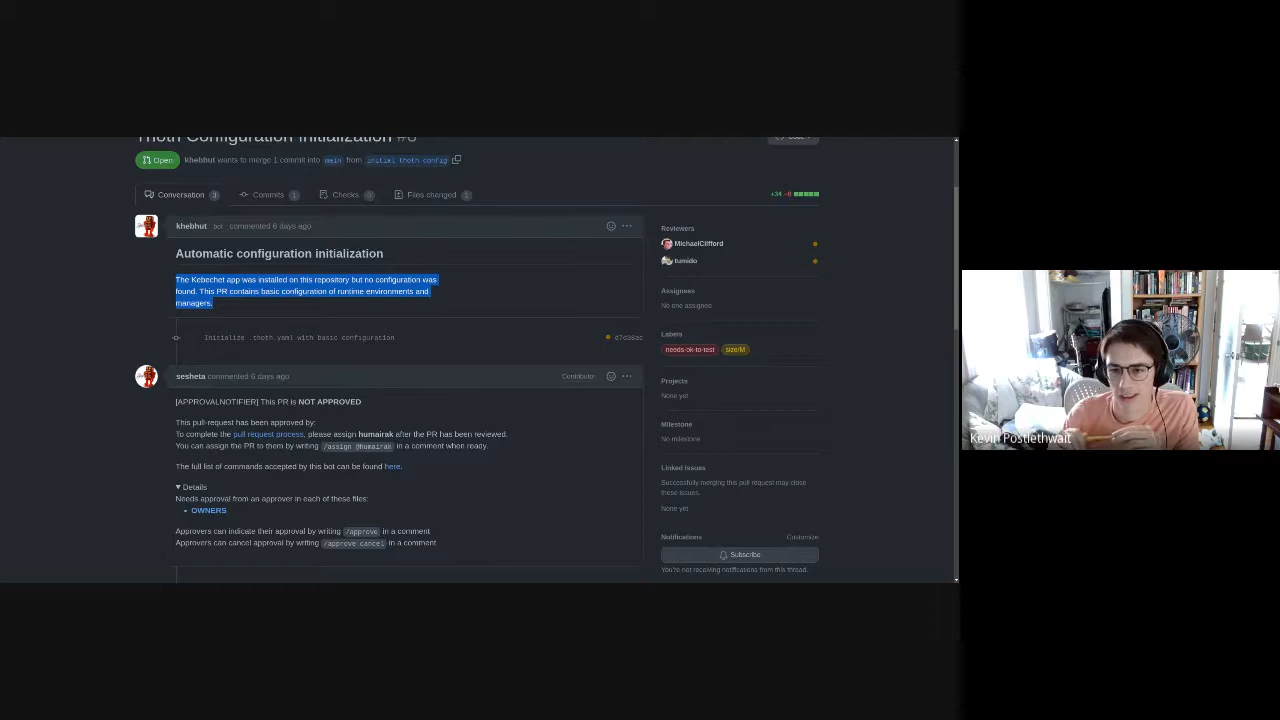 Thoth Configuration Initialization #6
Open khebhut wants to merge 1 commit into main from initial thoth config
Conversation 3 Commits 1 Checks 0 Files changed 1 +34 −0
khebhut bot commented 6 days ago
Automatic configuration initialization
The Kebechet app was installed on this repository but no configuration was
found. This PR contains basic configuration of runtime environments and
managers.
Initialize .thoth.yaml with basic configuration
sesheta commented 6 days ago Contributor
[APPROVALNOTIFIER] This PR is NOT APPROVED
This pull-request has been approved by:
To complete the pull request process, please assign humairak after the PR has been reviewed.
You can assign the PR to them by writing /assign @humairak in a comment when ready.
The full list of commands accepted by this bot can be found here.
Details
Needs approval from an approver in each of these files:
OWNERS
Approvers can indicate their approval by writing /approve in a comment
Approvers can cancel approval by writing /approve cancel in a comment
Reviewers
MichaelClifford
tumido
Assignees
No one assigned
Labels
needs-ok-to-test size/M
Projects
None yet
Milestone
No milestone
Linked issues
Successfully merging this pull request may close
these issues.
None yet
Notifications Customize
Subscribe
You're not receiving notifications from this thread.
Kevin Postlethwait